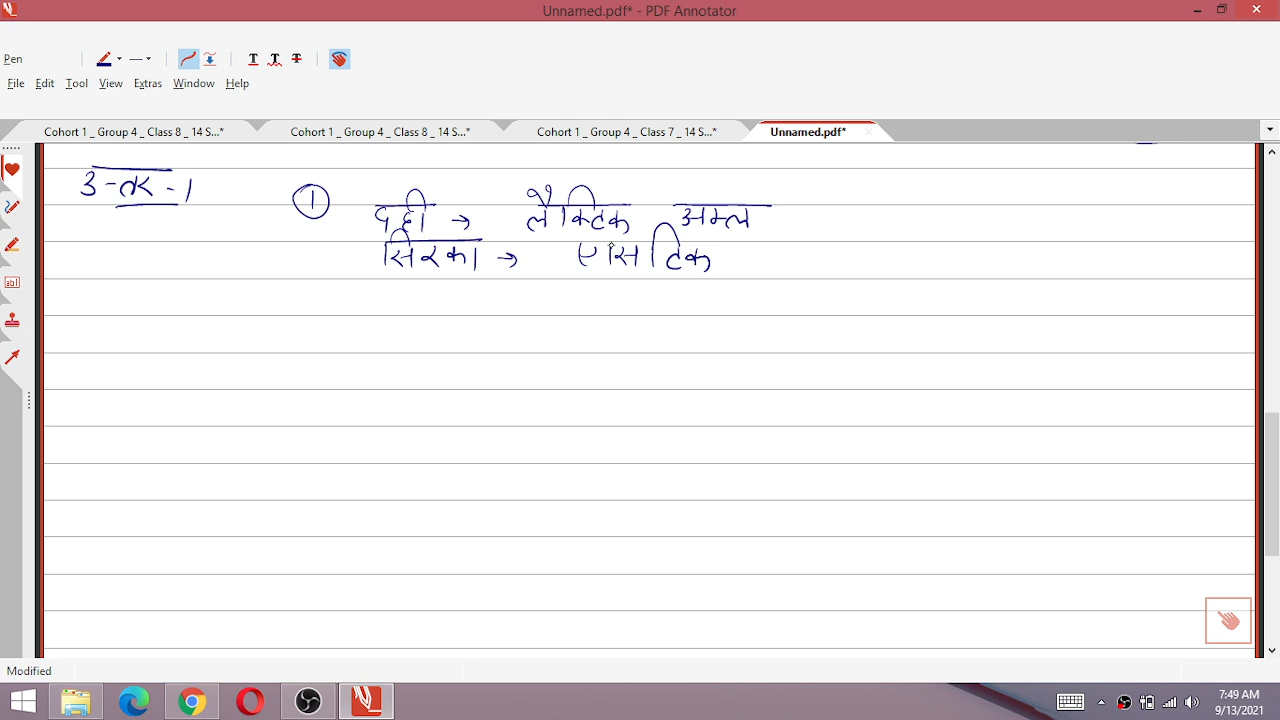 Unnamed.pdf* - PDF Annotator
Pen
File Edit Tool View Extras Window Help
Cohort 1 _ Group 4 _ Class 8 _ 14 S...* Cohort 1 _ Group 4 _ Class 8 _ 14 S...* Cohort 1 _ Group 4 _ Class 7 _ 14 S...* Unnamed.pdf*
उ-तर-1 ① दही → लैक्टिक अम्ल
सिरका → एसिटिक
Modified
7:49 AM
9/13/2021